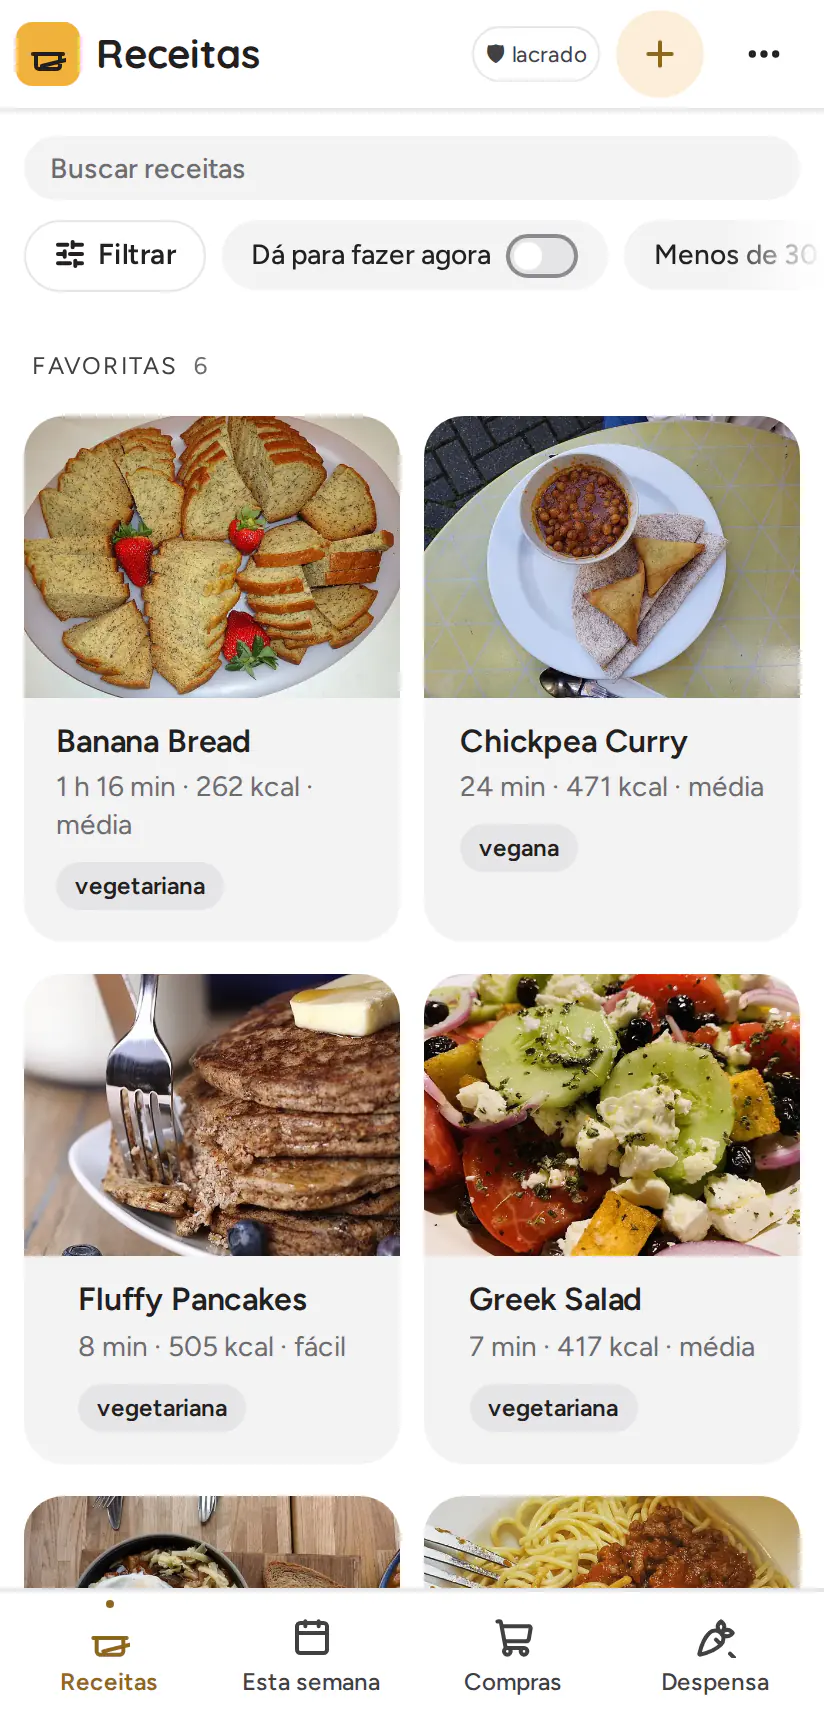 Receitas
lacrado
Buscar receitas
Filtrar
Dá para fazer agora
Menos de 30
FAVORITAS 6
Banana Bread
1 h 16 min · 262 kcal ·
média
vegetariana
Chickpea Curry
24 min · 471 kcal · média
vegana
Fluffy Pancakes
8 min · 505 kcal · fácil
vegetariana
Greek Salad
7 min · 417 kcal · média
vegetariana
Receitas
Esta semana
Compras
Despensa